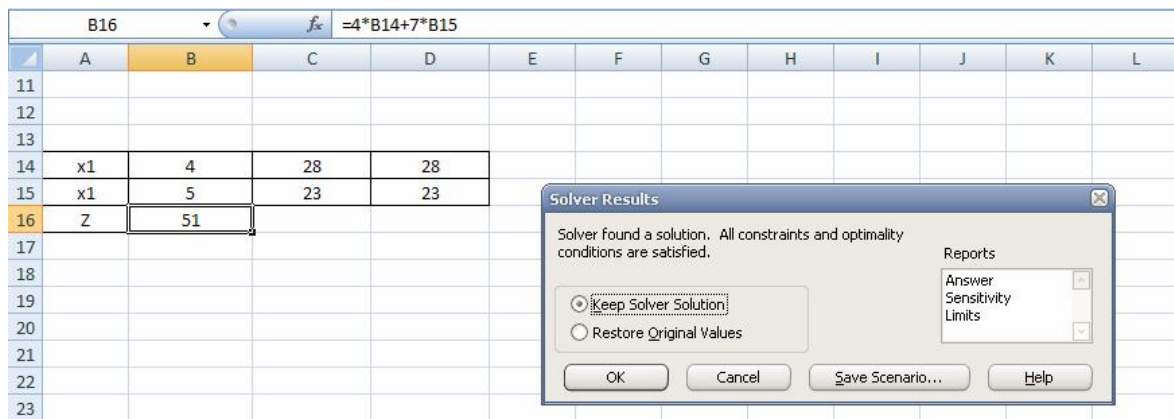 B16 fx =4*B14+7*B15
A B C D E F G H I J K L
11
12
13
14 x1 4 28 28
15 x1 5 23 23
16 Z 51
17
18
19
20
21
22
23
Solver Results
Solver found a solution. All constraints and optimality
conditions are satisfied.
Reports
Answer
Sensitivity
Limits
Keep Solver Solution
Restore Original Values
OK Cancel Save Scenario... Help